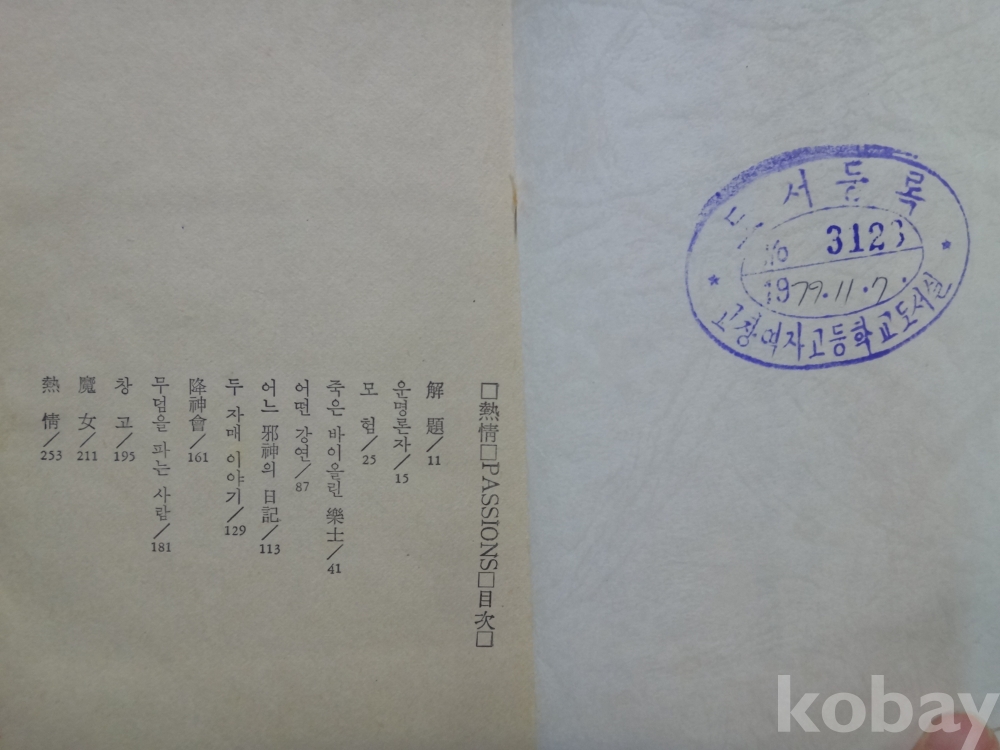 □熱情□PASSIONS□目次□
解題/11
운명론자/15
모험/25
죽은 바이올린 樂士/41
어떤 강연/87
어느 邪神의 日記/113
두 자매 이야기/129
降神會/161
무덤을 파는 사람/181
창고/195
魔女/211
熱情/253
도서등록
No 3123
1979.11.7.
고창여자고등학교도서실
kobay